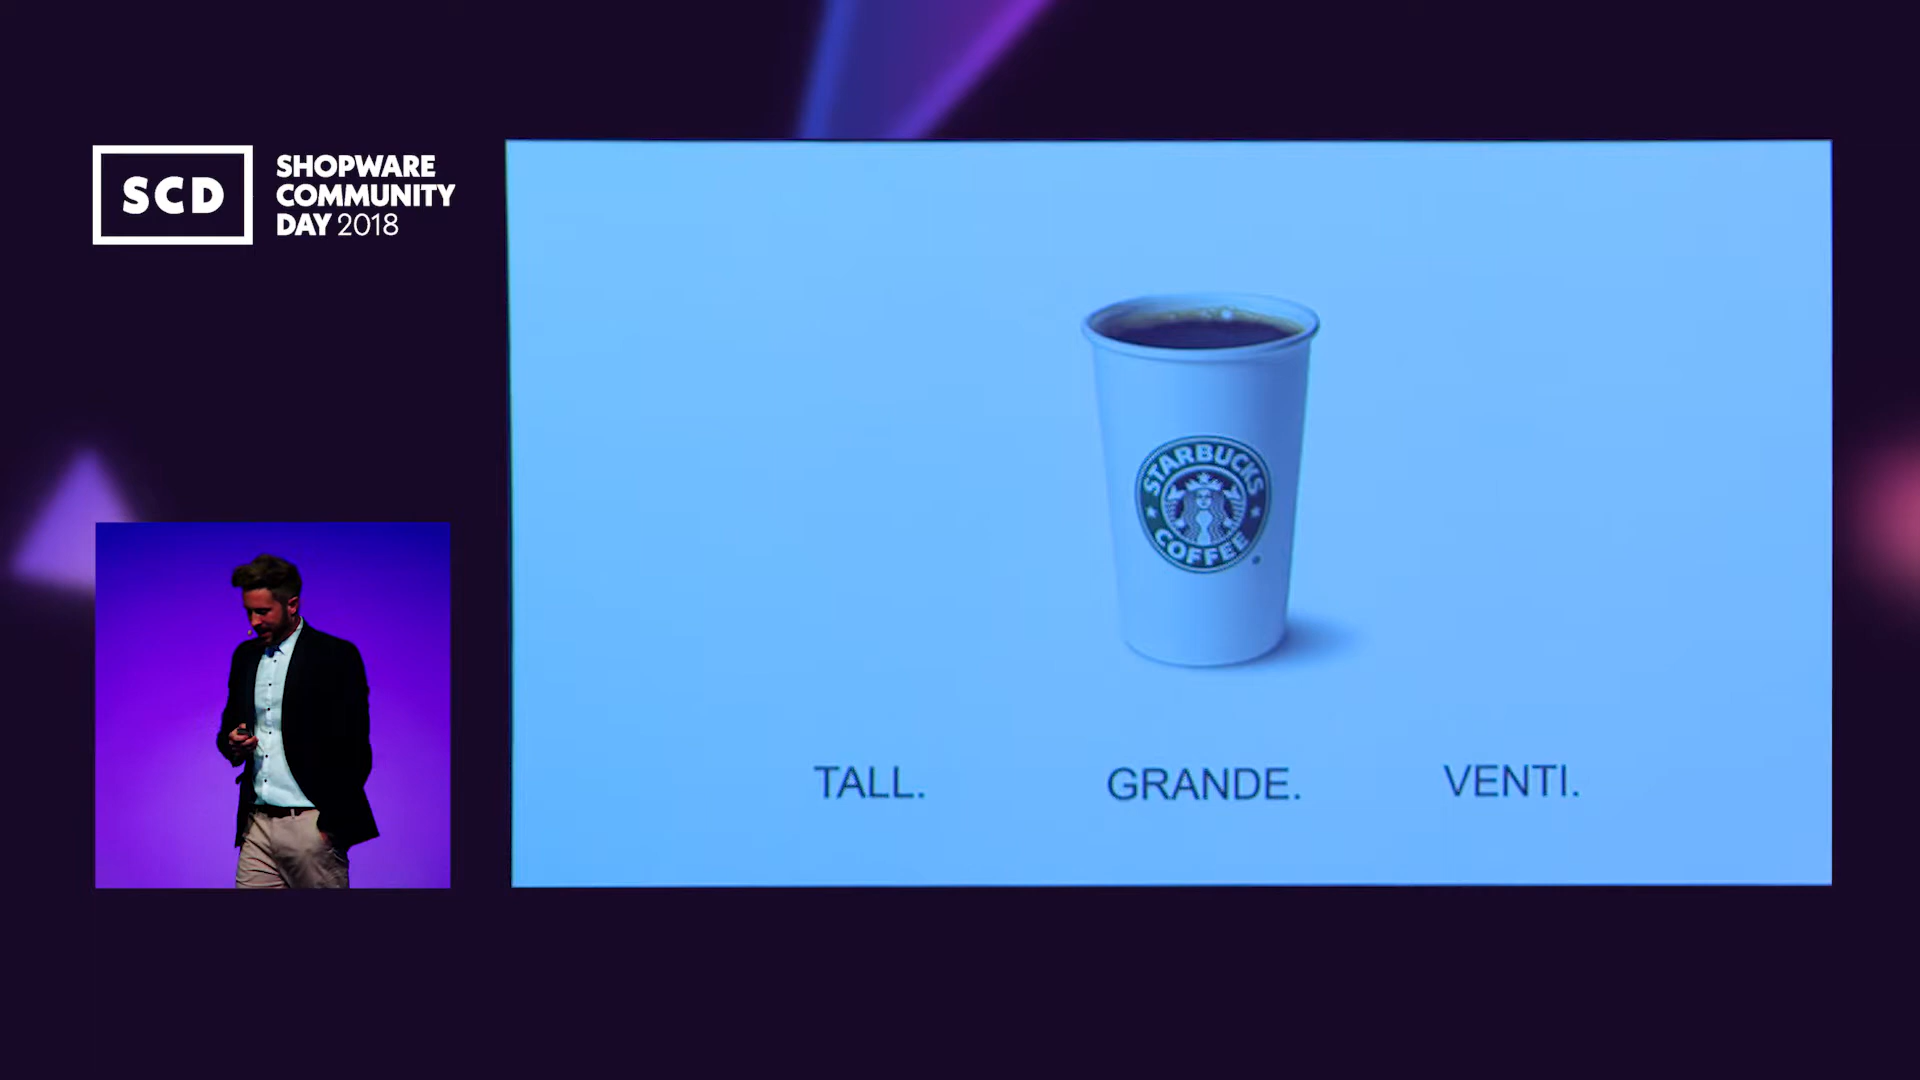 SCD
SHOPWARE
COMMUNITY
DAY 2018
STARBUCKS
COFFEE
TALL.
GRANDE.
VENTI.